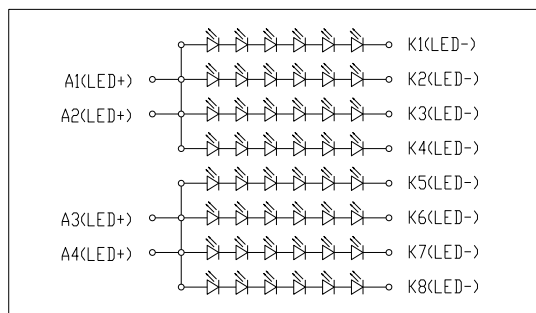 K1(LED-)
A1(LED+) K2(LED-)
A2(LED+) K3(LED-)
K4(LED-)
K5(LED-)
A3(LED+) K6(LED-)
A4(LED+) K7(LED-)
K8(LED-)